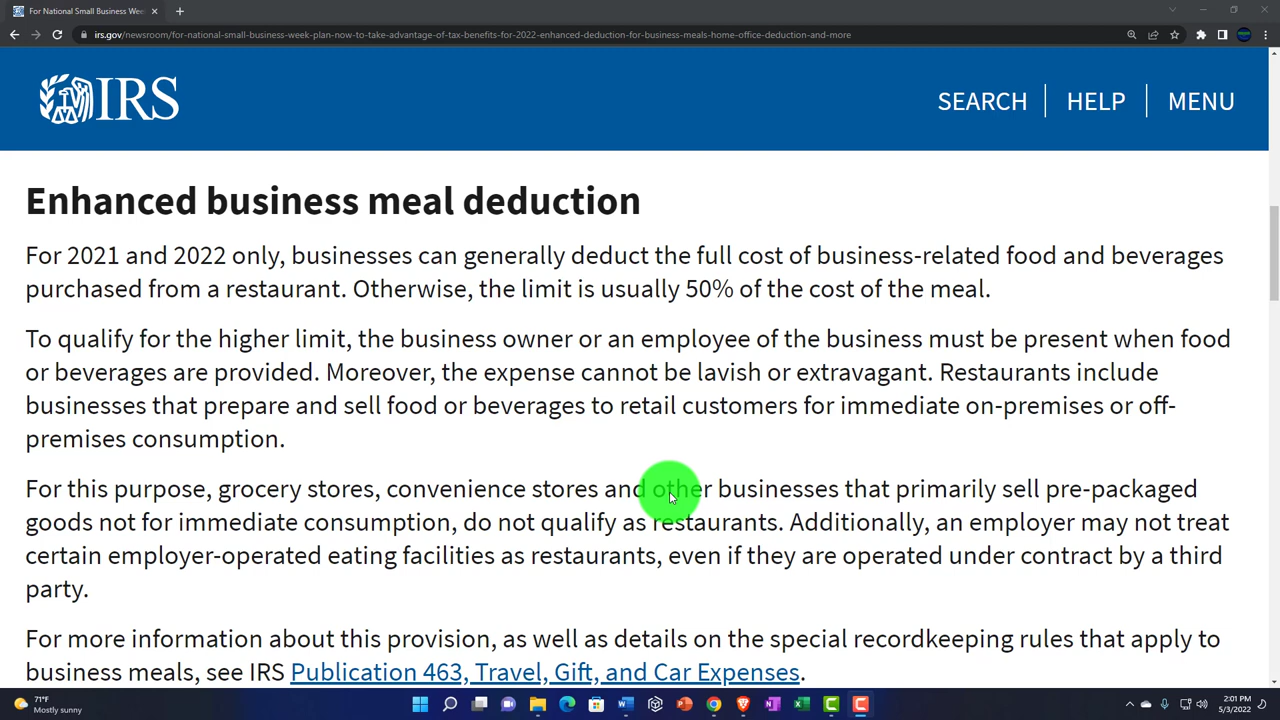 For National Small Business Wee
irs.gov/newsroom/for-national-small-business-week-plan-now-to-take-advantage-of-tax-benefits-for-2022-enhanced-deduction-for-business-meals-home-office-deduction-and-more
IRS
SEARCH
HELP
MENU
Enhanced business meal deduction
For 2021 and 2022 only, businesses can generally deduct the full cost of business-related food and beverages
purchased from a restaurant. Otherwise, the limit is usually 50% of the cost of the meal.
To qualify for the higher limit, the business owner or an employee of the business must be present when food
or beverages are provided. Moreover, the expense cannot be lavish or extravagant. Restaurants include
businesses that prepare and sell food or beverages to retail customers for immediate on-premises or off-
premises consumption.
For this purpose, grocery stores, convenience stores and other businesses that primarily sell pre-packaged
goods not for immediate consumption, do not qualify as restaurants. Additionally, an employer may not treat
certain employer-operated eating facilities as restaurants, even if they are operated under contract by a third
party.
For more information about this provision, as well as details on the special recordkeeping rules that apply to
business meals, see IRS Publication 463, Travel, Gift, and Car Expenses.
71°F
Mostly sunny
2:01 PM
5/3/2022